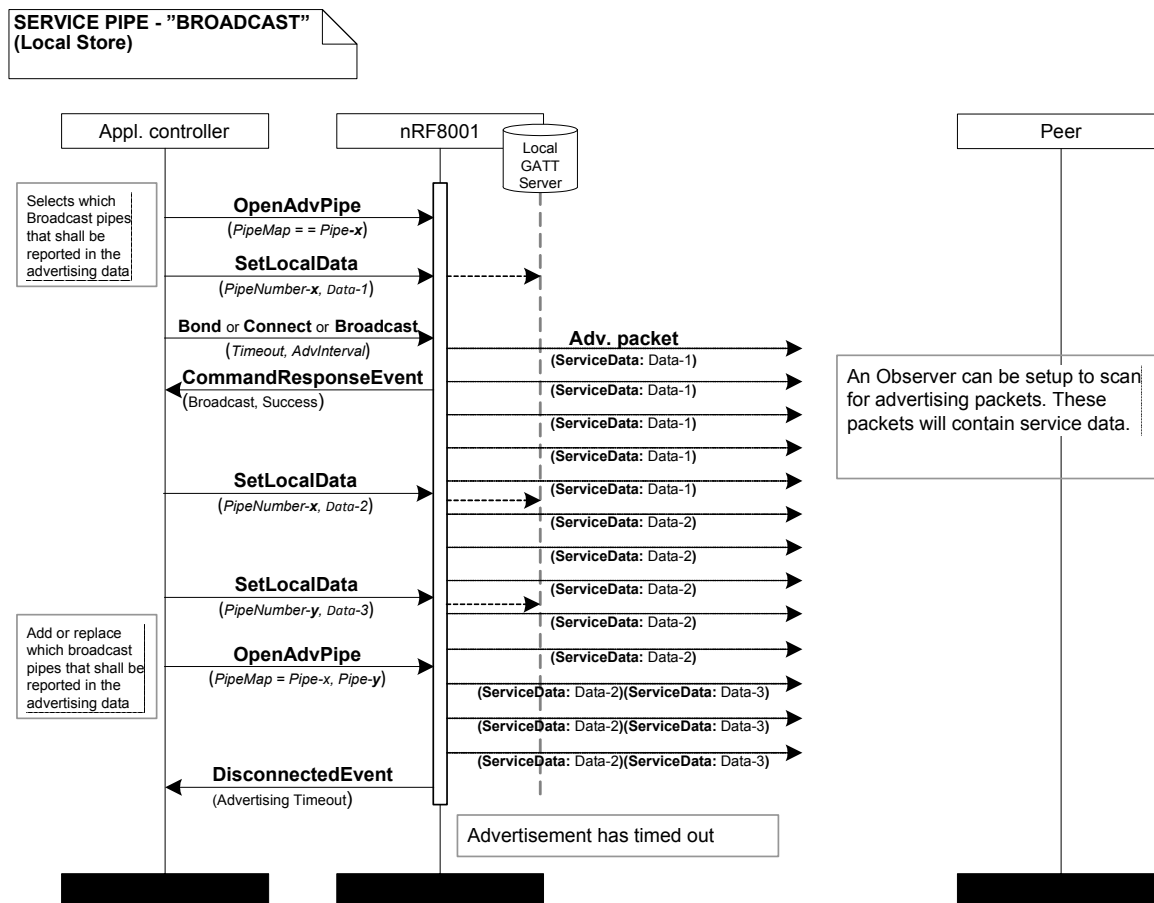 SERVICE PIPE - ”BROADCAST”
(Local Store)
Appl. controller
nRF8001
Peer
Local
GATT
Server
Selects which
Broadcast pipes
that shall be
reported in the
advertising data
OpenAdvPipe
(PipeMap = = Pipe-x)
SetLocalData
(PipeNumber-x, Data-1)
Bond or Connect or Broadcast
(Timeout, AdvInterval)
Adv. packet
(ServiceData: Data-1)
CommandResponseEvent
(Broadcast, Success)
(ServiceData: Data-1)
(ServiceData: Data-1)
(ServiceData: Data-1)
An Observer can be setup to scan
for advertising packets. These
packets will contain service data.
SetLocalData
(PipeNumber-x, Data-2)
(ServiceData: Data-1)
(ServiceData: Data-2)
(ServiceData: Data-2)
(ServiceData: Data-2)
SetLocalData
(PipeNumber-y, Data-3)
(ServiceData: Data-2)
Add or replace
which broadcast
pipes that shall be
reported in the
advertising data
OpenAdvPipe
(PipeMap = Pipe-x, Pipe-y)
(ServiceData: Data-2)
(ServiceData: Data-2)(ServiceData: Data-3)
(ServiceData: Data-2)(ServiceData: Data-3)
(ServiceData: Data-2)(ServiceData: Data-3)
DisconnectedEvent
(Advertising Timeout)
Advertisement has timed out